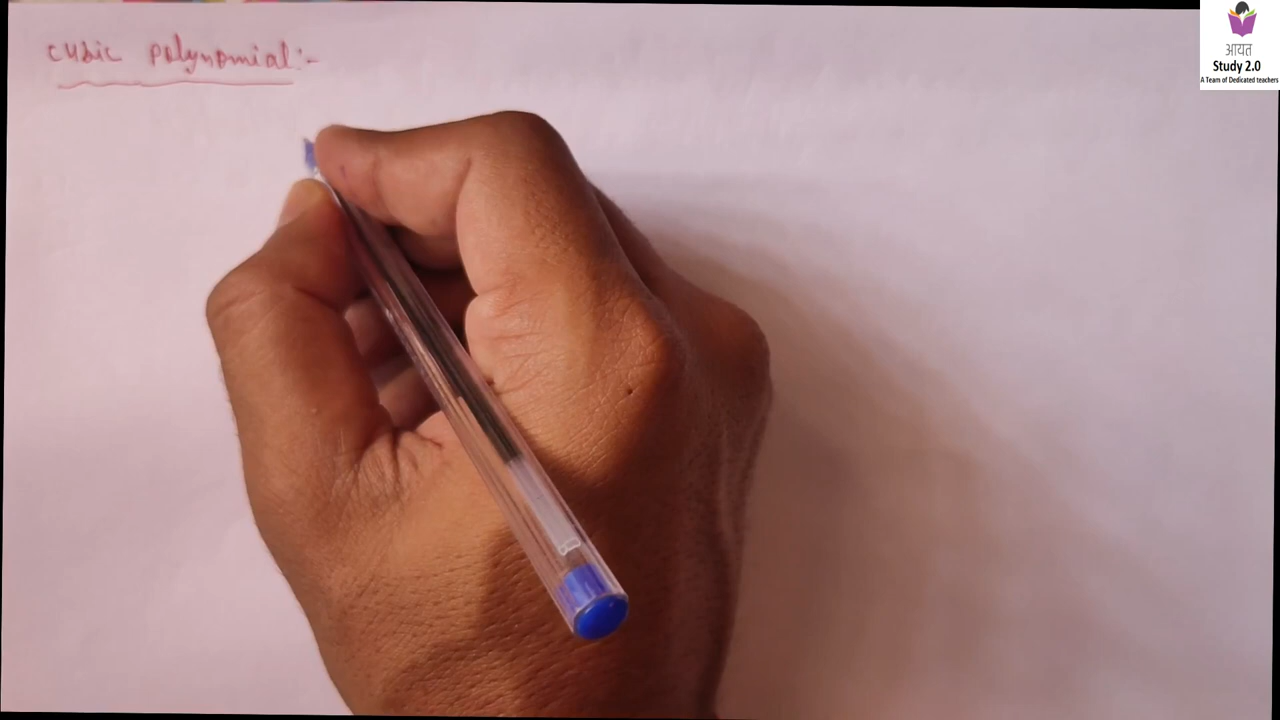 cubic polynomial:-
आयत
Study 2.0
A Team of Dedicated teachers